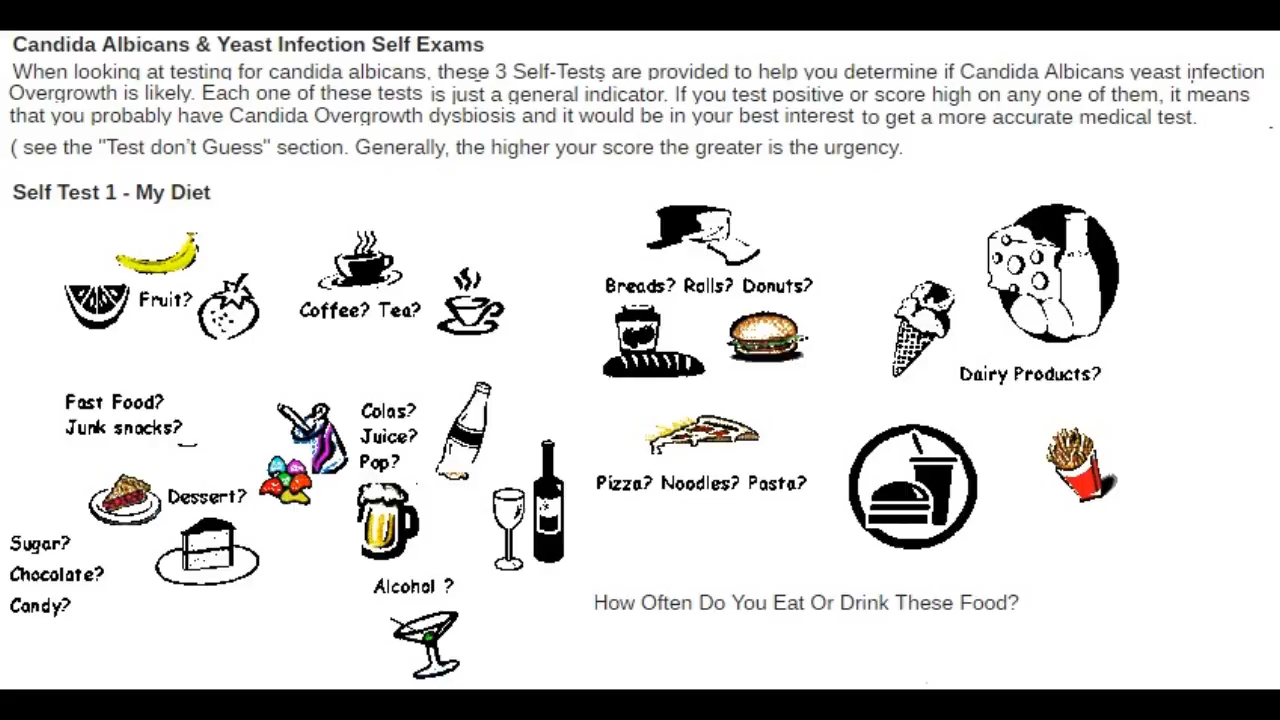 Candida Albicans & Yeast Infection Self Exams
When looking at testing for candida albicans, these 3 Self-Tests are provided to help you determine if Candida Albicans yeast infection
Overgrowth is likely. Each one of these tests is just a general indicator. If you test positive or score high on any one of them, it means
that you probably have Candida Overgrowth dysbiosis and it would be in your best interest to get a more accurate medical test.
( see the "Test don’t Guess" section. Generally, the higher your score the greater is the urgency.
Self Test 1 - My Diet
Fruit?
Coffee? Tea?
Breads? Rolls? Donuts?
Dairy Products?
Fast Food?
Junk snacks?
Colas?
Juice?
Pop?
Pizza? Noodles? Pasta?
Dessert?
Sugar?
Chocolate?
Candy?
Alcohol ?
How Often Do You Eat Or Drink These Food?